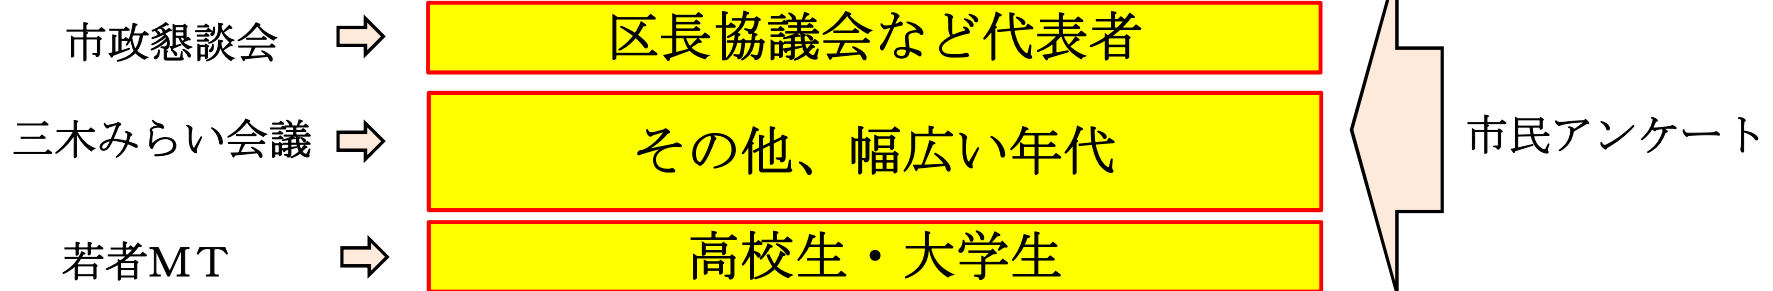 市政懇談会
区長協議会など代表者
三木みらい会議
その他、幅広い年代
市民アンケート
若者ＭＴ
高校生・大学生